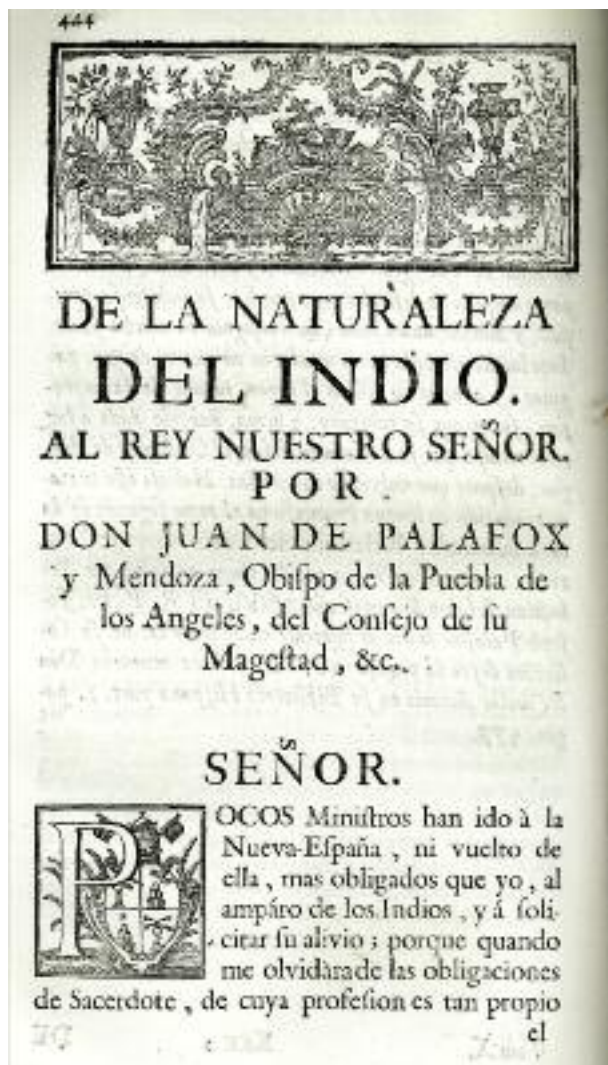 444
DE LA NATURALEZA
DEL INDIO.
AL REY NUESTRO SEÑOR.
POR
DON JUAN DE PALAFOX
y Mendoza, Obiſpo de la Puebla de
los Angeles, del Conſejo de ſu
Mageſtad, &c.
SEÑOR.
POCOS Miniſtros han ido à la
Nueva-Eſpaña, ni vuelto de
ella, mas obligados que yo, al
ampáro de los Indios, y á ſoli-
citar ſu alivio; porque quando
me olvidàra de las obligaciones
de Sacerdote, de cuya profeſion es tan propio
el